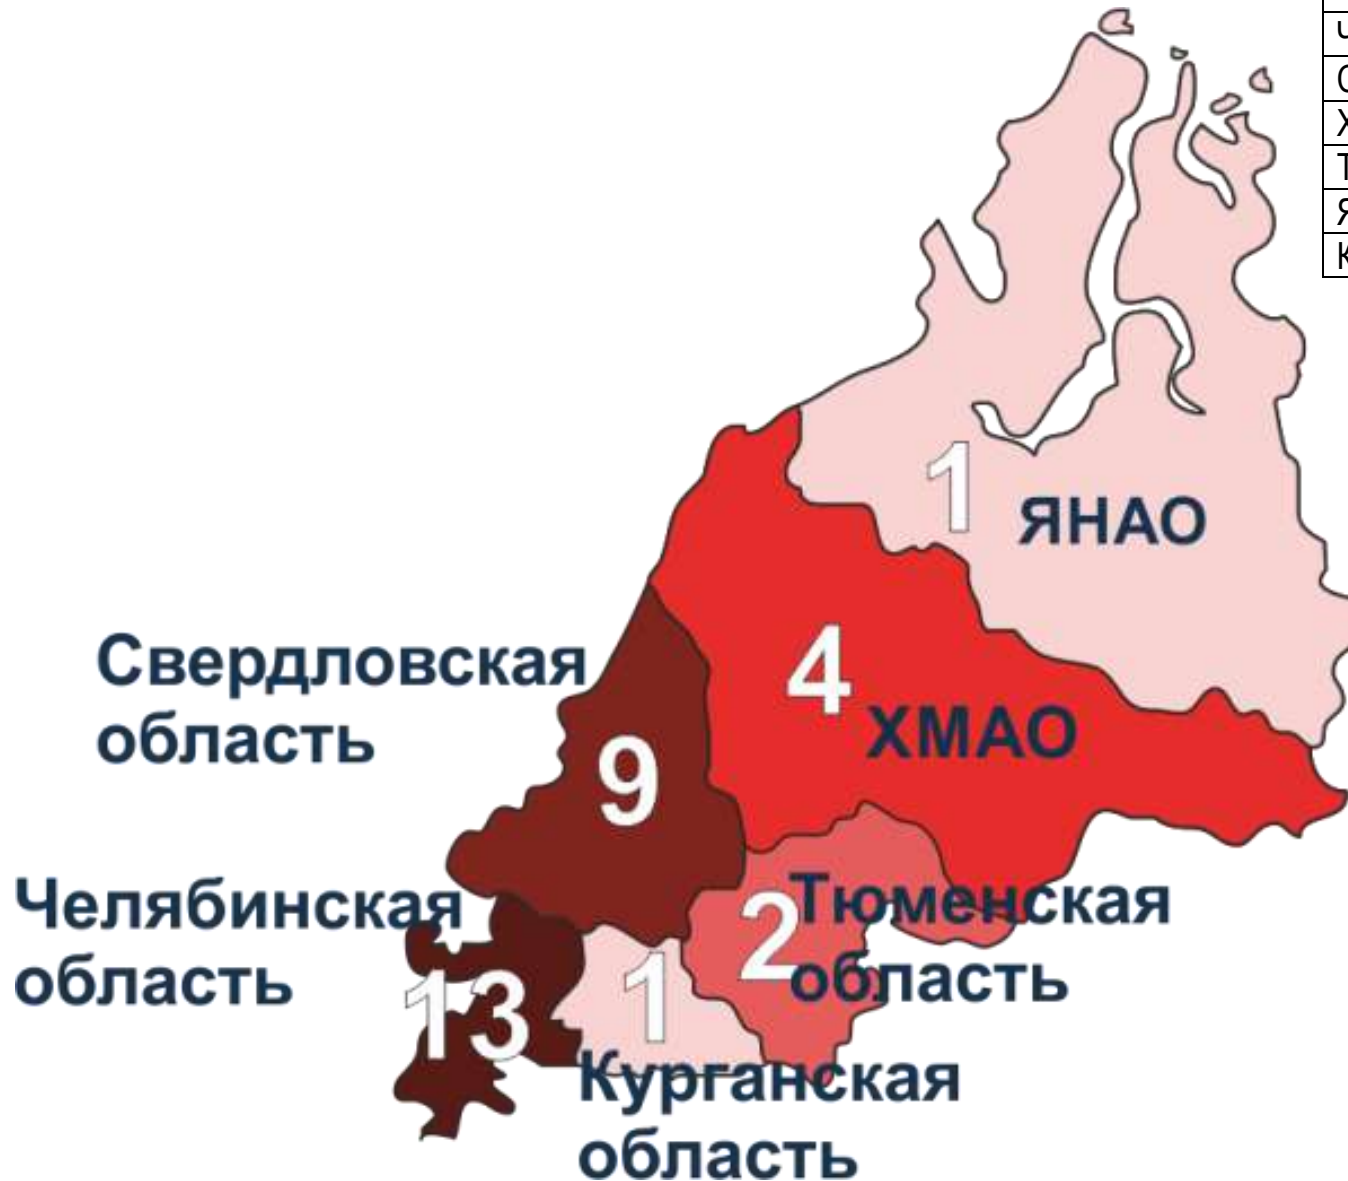 Ч
С
Х
Т
Я
К
1
ЯНАО
4
ХМАО
Свердловская
область
9
Челябинская
область
13
2
Тюменская
область
1
Курганская
область